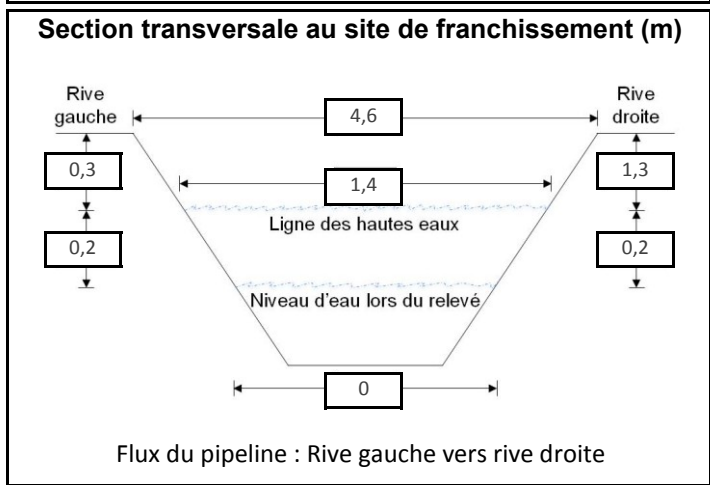 Section transversale au site de franchissement (m)
Rive
gauche
4,6
Rive
droite
0,3
1,4
1,3
Ligne des hautes eaux
0,2
0,2
Niveau d'eau lors du relevé
0
Flux du pipeline : Rive gauche vers rive droite